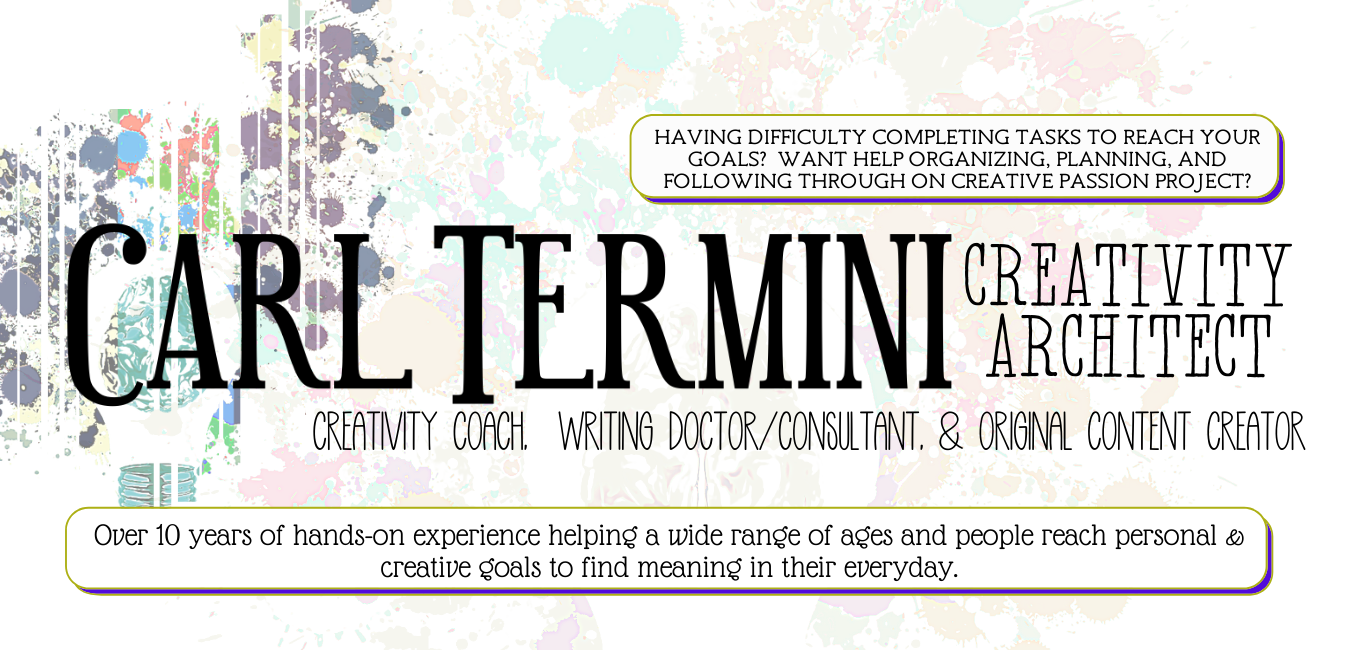 HAVING DIFFICULTY COMPLETING TASKS TO REACH YOUR
GOALS? WANT HELP ORGANIZING, PLANNING, AND
FOLLOWING THROUGH ON CREATIVE PASSION PROJECT?
CARL TERMINI
CREATIVITY
ARCHITECT
CREATIVITY COACH, WRITING DOCTOR/CONSULTANT, & ORIGINAL CONTENT CREATOR
Over 10 years of hands-on experience helping a wide range of ages and people reach personal &
creative goals to find meaning in their everyday.